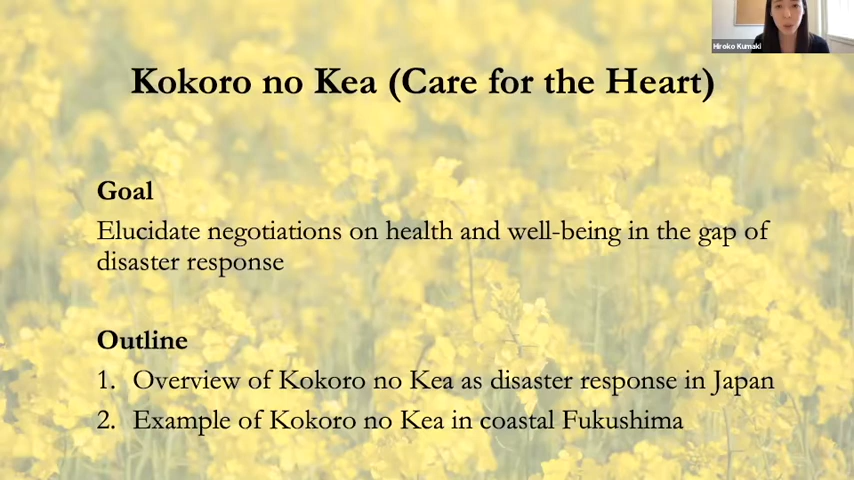 Hiroko Kumaki
Kokoro no Kea (Care for the Heart)
Goal
Elucidate negotiations on health and well-being in the gap of
disaster response
Outline
1. Overview of Kokoro no Kea as disaster response in Japan
2. Example of Kokoro no Kea in coastal Fukushima